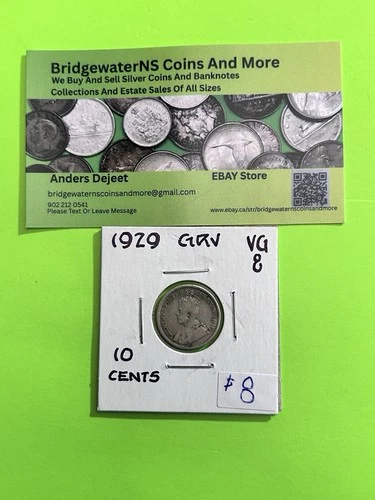 BridgewaterNS Coins And More
We Buy And Sell Silver Coins And Banknotes
Collections And Estate Sales Of All Sizes
Anders Dejeet
EBAY Store
bridgewaternscoinsandmore@gmail.com
902 212 0541
Please Text Or Leave Message
www.ebay.ca/str/bridgewaternscoinsandmore
1929 GRV VG
8
10
CENTS
$8